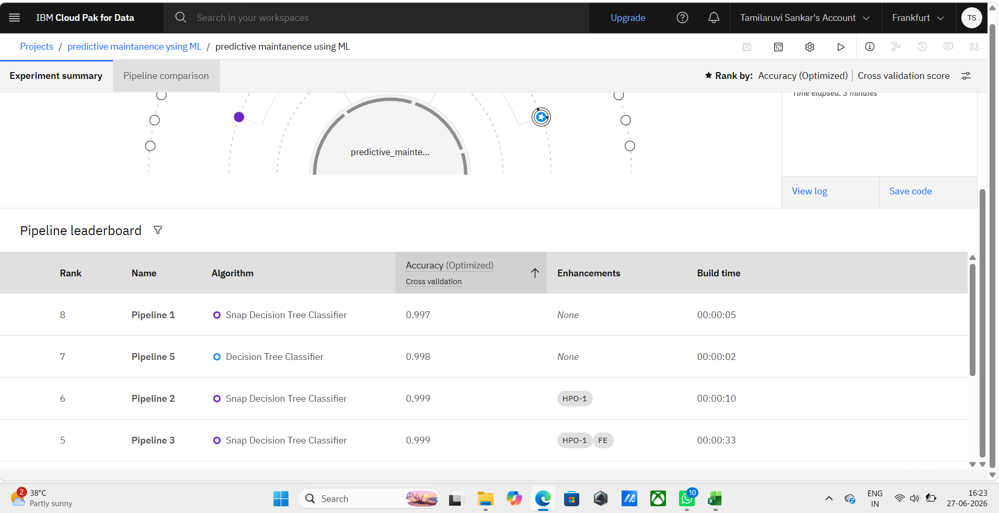 IBM Cloud Pak for Data
Search in your workspaces
Upgrade
Tamilaruvi Sankar's Account
Frankfurt
TS
Projects / predictive maintanence ysing ML / predictive maintanence using ML
Experiment summary
Pipeline comparison
Rank by: Accuracy (Optimized) | Cross validation score
Time elapsed: 3 minutes
predictive_mainte...
View log
Save code
Pipeline leaderboard
Rank Name Algorithm Accuracy (Optimized) Enhancements Build time
Cross validation
8 Pipeline 1 Snap Decision Tree Classifier 0.997 None 00:00:05
7 Pipeline 5 Decision Tree Classifier 0.998 None 00:00:02
6 Pipeline 2 Snap Decision Tree Classifier 0.999 HPO-1 00:00:10
5 Pipeline 3 Snap Decision Tree Classifier 0.999 HPO-1 FE 00:00:33
2
38°C
Partly sunny
Search
10
ENG
IN
16:23
27-06-2026